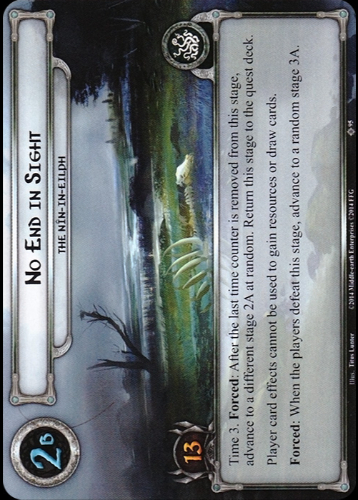 2B
NO END IN SIGHT
THE NÎN-IN-EILPH
13
Time 3. Forced: After the last time counter is removed from this stage,
advance to a different stage 2A at random. Return this stage to the quest deck.
Player card effects cannot be used to gain resources or draw cards.
Forced: When the players defeat this stage, advance to a random stage 3A.
Illus. Titus Lunter ©2014 Middle-earth Enterprises ©2014 FFG 95